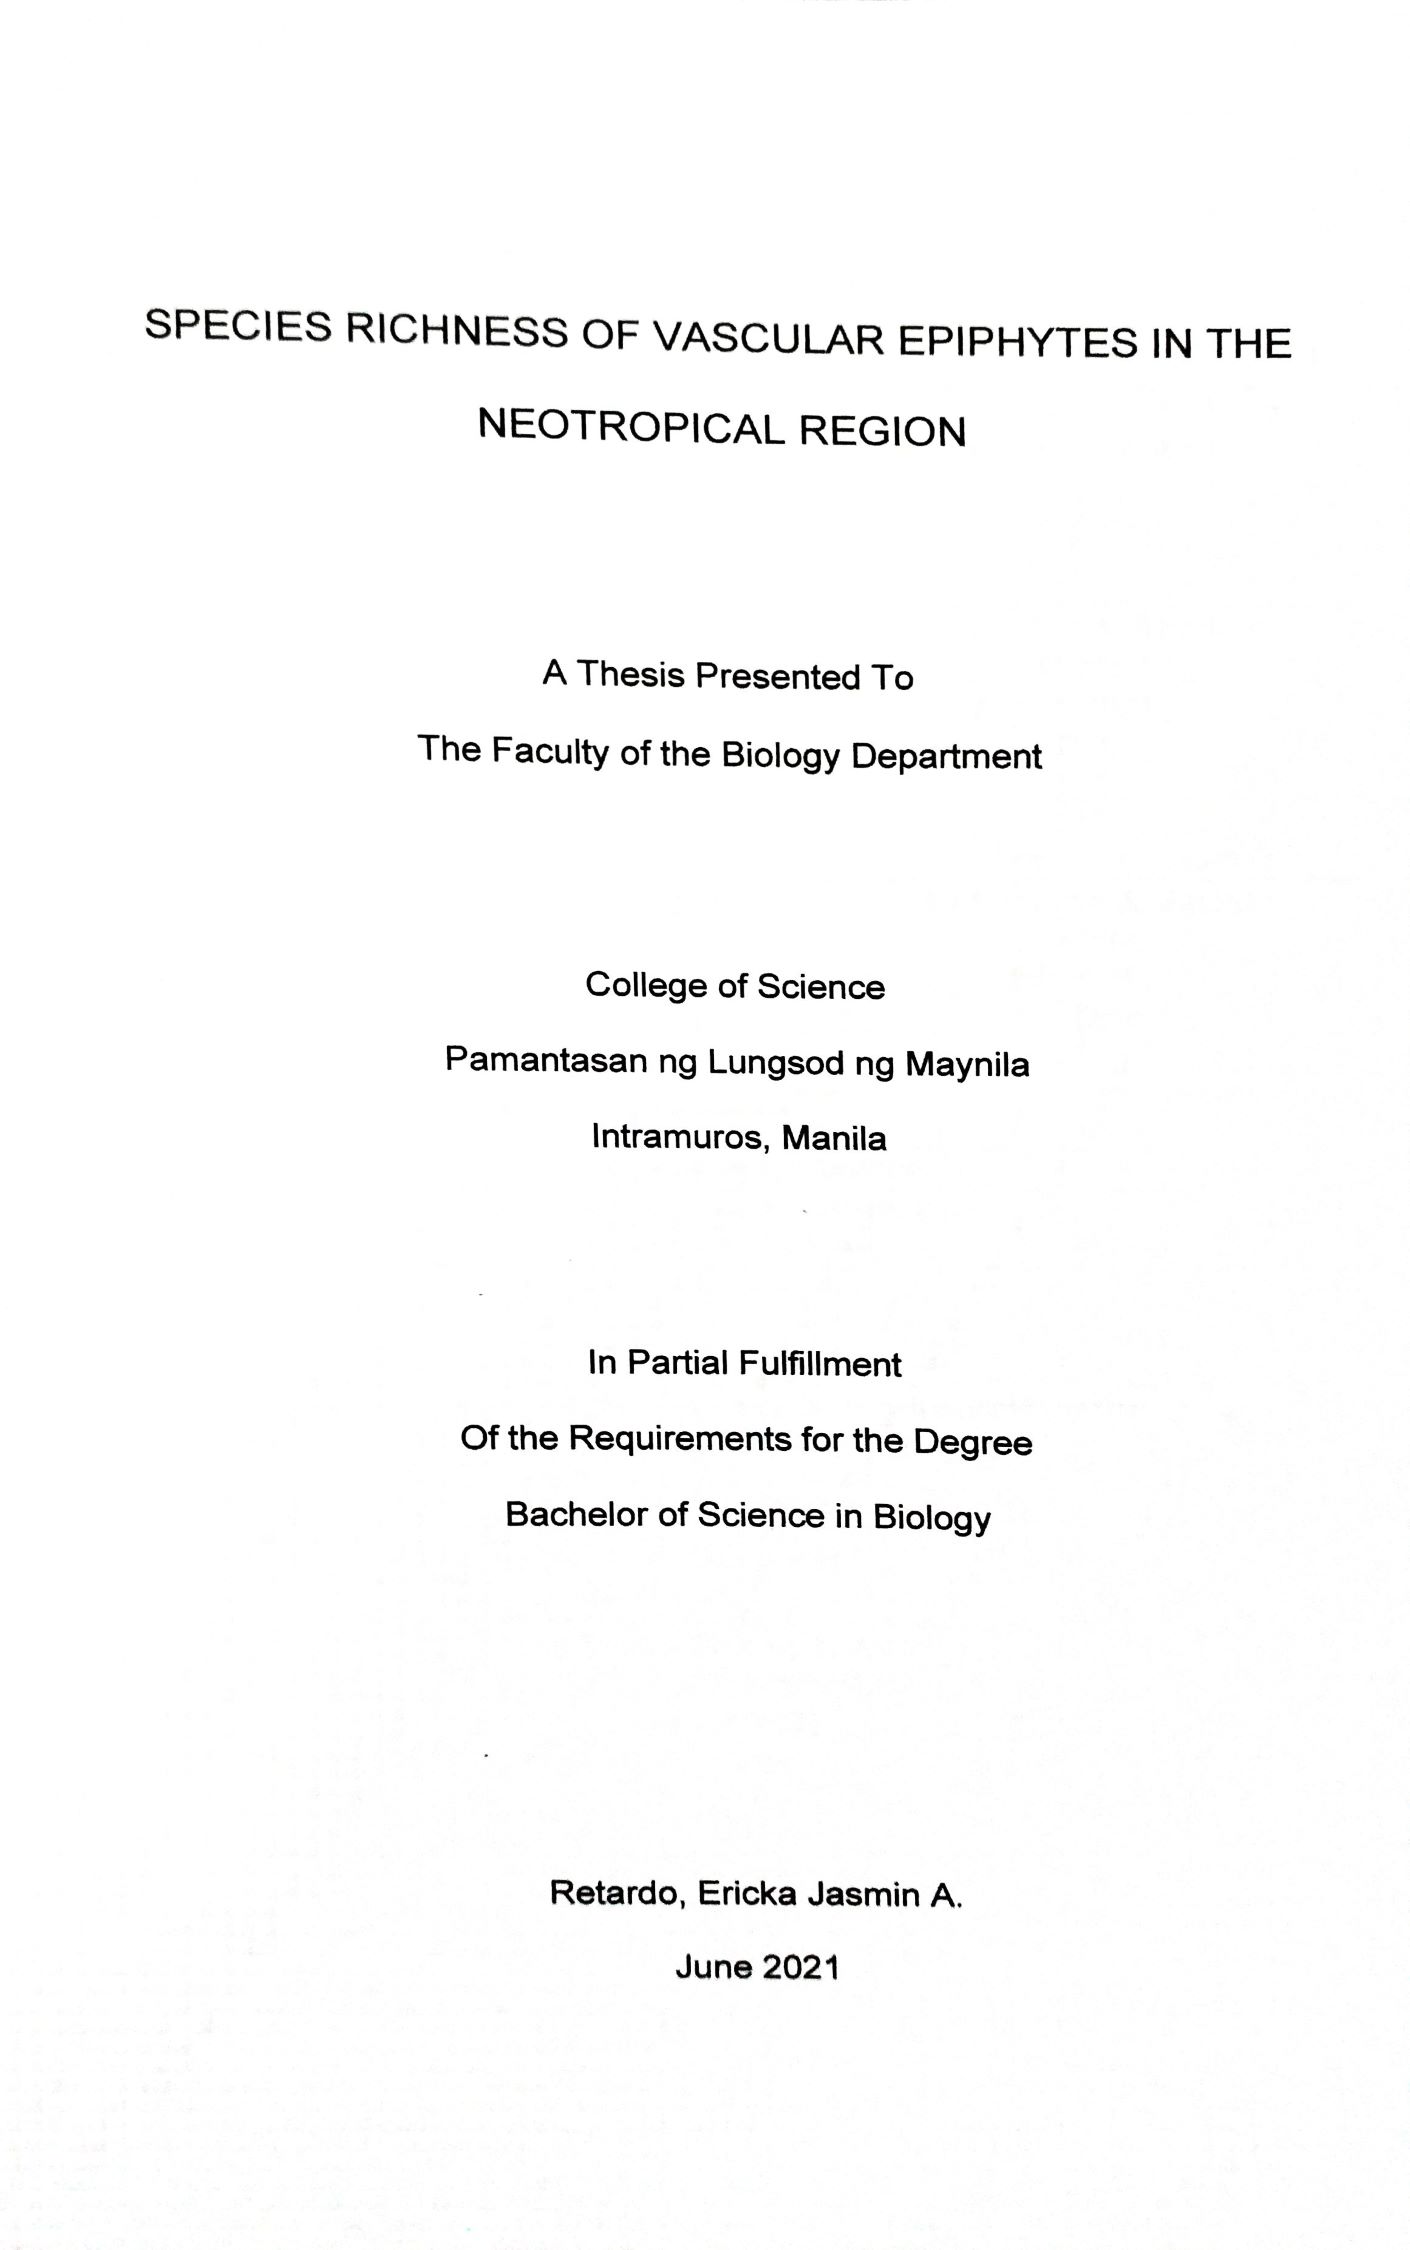 SPECIES RICHNESS OF VASCULAR EPIPHYTES IN THE
NEOTROPICAL REGION
A Thesis Presented To
The Faculty of the Biology Department
College of Science
Pamantasan ng Lungsod ng Maynila
Intramuros, Manila
In Partial Fulfillment
Of the Requirements for the Degree
Bachelor of Science in Biology
Retardo, Ericka Jasmin A.
June 2021